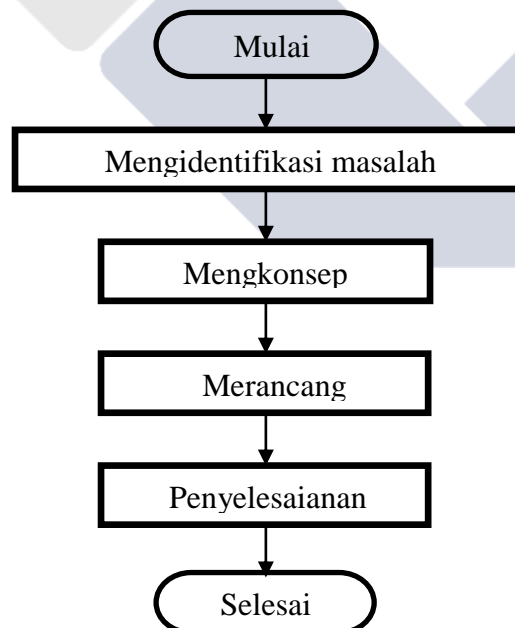 Mulai
Mengidentifikasi masalah
Mengkonsep
Merancang
Penyelesaianan
Selesai